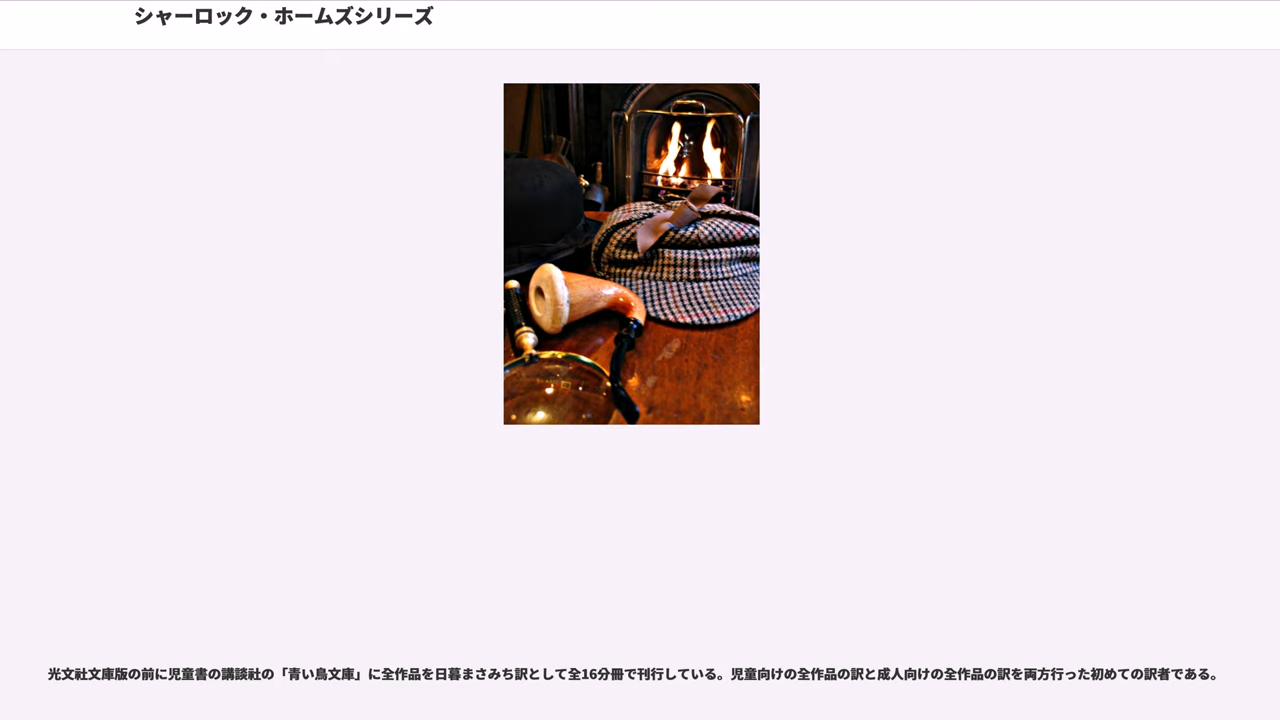 シャーロック・ホームズシリーズ
光文社文庫版の前に児童書の講談社の「青い鳥文庫」に全作品を日暮まさみち訳として全16分冊で刊行している。児童向けの全作品の訳と成人向けの全作品の訳を両方行った初めての訳者である。